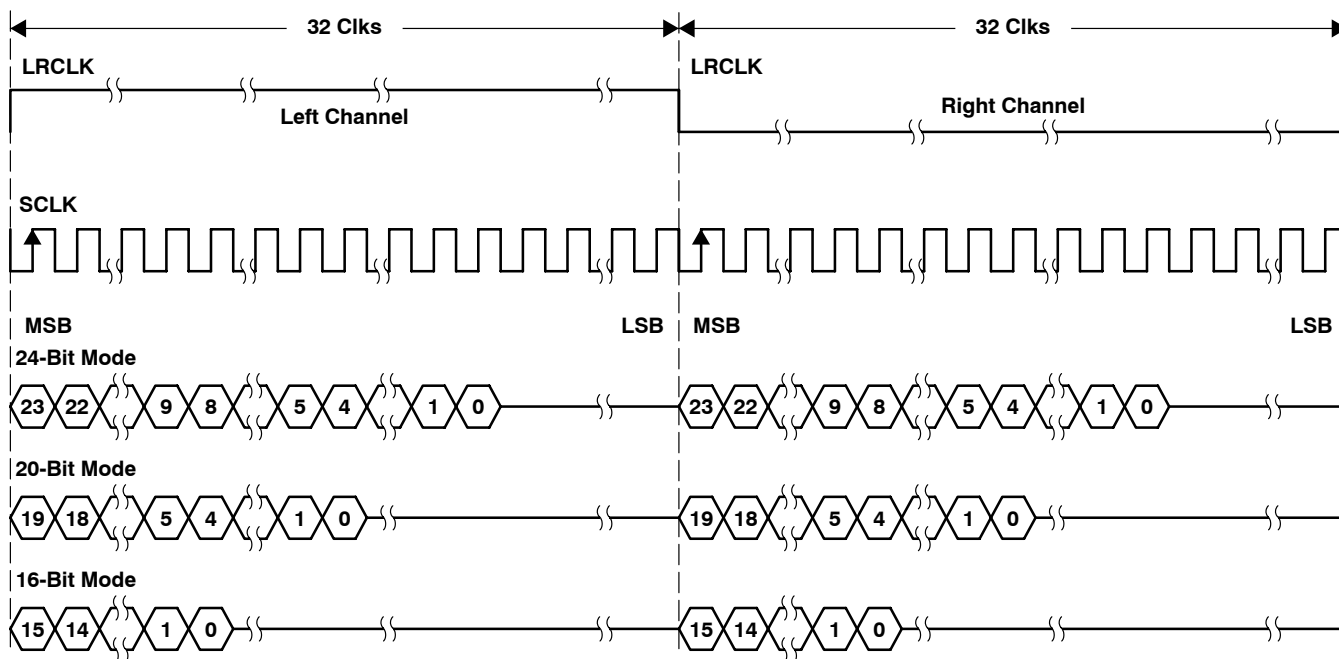 32 Clks 32 Clks
LRCLK LRCLK
Left Channel Right Channel
SCLK
MSB LSB MSB LSB
24-Bit Mode
23 22 9 8 5 4 1 0 23 22 9 8 5 4 1 0
20-Bit Mode
19 18 5 4 1 0 19 18 5 4 1 0
16-Bit Mode
15 14 1 0 15 14 1 0